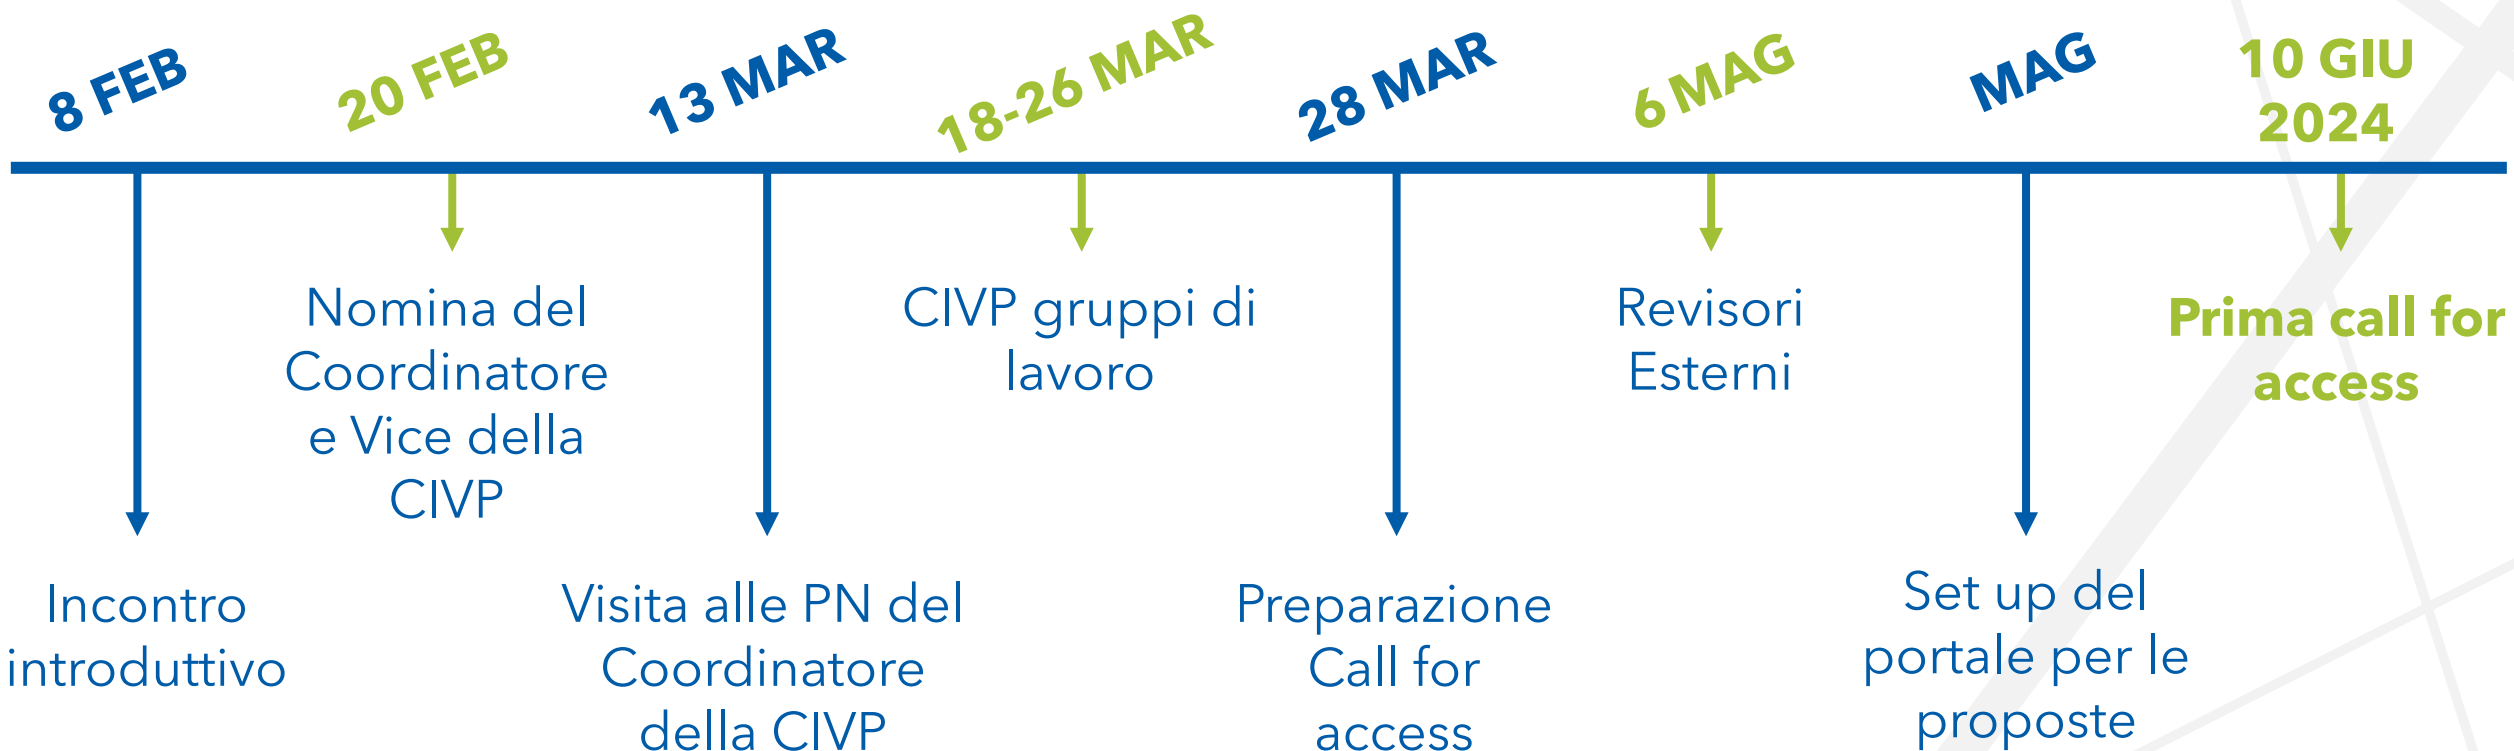 8 FEB
20 FEB
13 MAR
18-26 MAR
28 MAR
6 MAG
MAG
10 GIU
2024
Nomina del
Coordinatore
e Vice della
CIVP
CIVP gruppi di
lavoro
Revisori
Esterni
Prima call for
access
Incontro
introduttivo
Visita alle PN del
Coordinatore
della CIVP
Preparazione
Call for
access
Set up del
portale per le
proposte